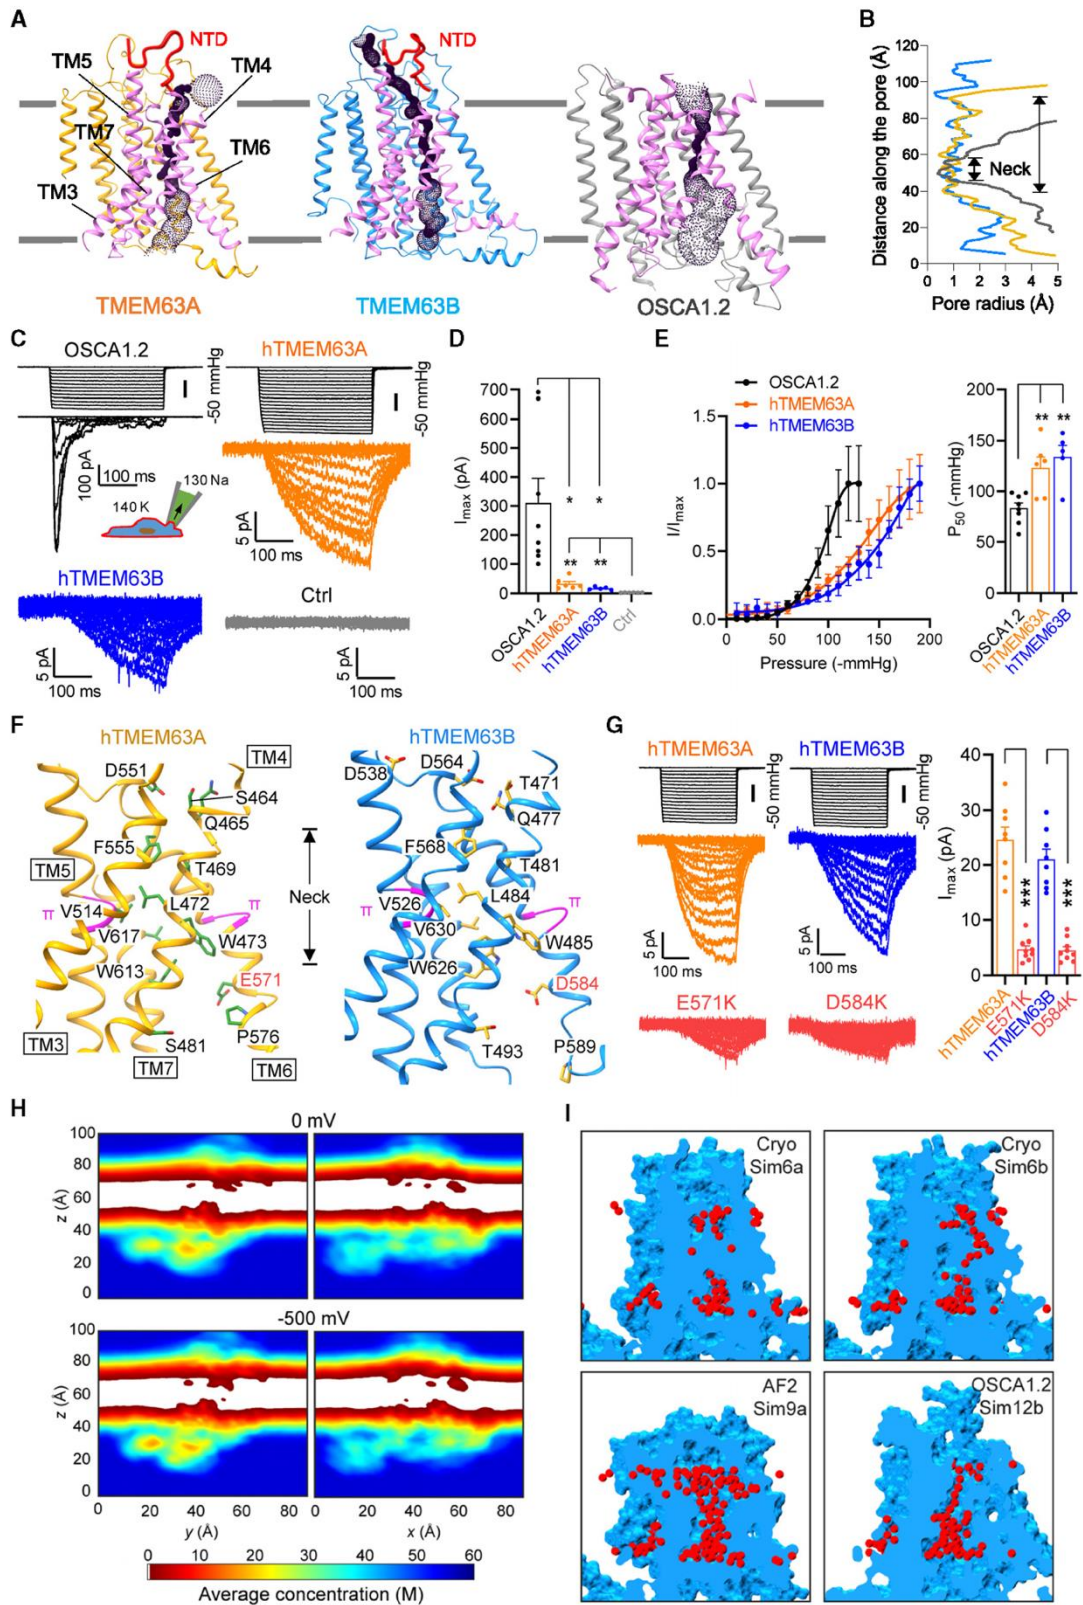 A
NTD
TM5
TM4
TM7
TM6
TM3
TMEM63A
NTD
TMEM63B
OSCA1.2
B
Distance along the pore (Å)
120
100
80
60
40
20
0
Neck
0 1 2 3 4 5
Pore radius (Å)
C
OSCA1.2
-50 mmHg
100 pA
100 ms
130 Na
140 K
hTMEM63A
-50 mmHg
5 pA
100 ms
hTMEM63B
5 pA
100 ms
Ctrl
5 pA
100 ms
D
Imax (pA)
700
600
500
400
300
200
100
0
* *
** **
OSCA1.2
hTMEM63A
hTMEM63B
Ctrl
E
OSCA1.2
hTMEM63A
hTMEM63B
I/Imax
1.5
1.0
0.5
0.0
0 50 100 150 200
Pressure (-mmHg)
P50 (-mmHg)
200
150
100
50
0
** **
OSCA1.2
hTMEM63A
hTMEM63B
F
hTMEM63A
D551
TM4
S464
Q465
F555
T469
TM5
L472
π
V514
π
V617
W473
W613
E571
P576
TM3
S481
TM7
TM6
Neck
hTMEM63B
D538
D564
T471
Q477
F568
T481
π
V526
L484
π
V630
W485
W626
D584
T493
P589
G
hTMEM63A
hTMEM63B
-50 mmHg
-50 mmHg
5 pA
100 ms
5 pA
100 ms
E571K
D584K
Imax (pA)
40
30
20
10
0
***
***
hTMEM63A
E571K
hTMEM63B
D584K
H
0 mV
z (Å)
100
80
60
40
20
0
-500 mV
z (Å)
100
80
60
40
20
0
0 20 40 60 80
y (Å)
0 20 40 60 80
x (Å)
0 10 20 30 40 50 60
Average concentration (M)
I
Cryo
Sim6a
Cryo
Sim6b
AF2
Sim9a
OSCA1.2
Sim12b